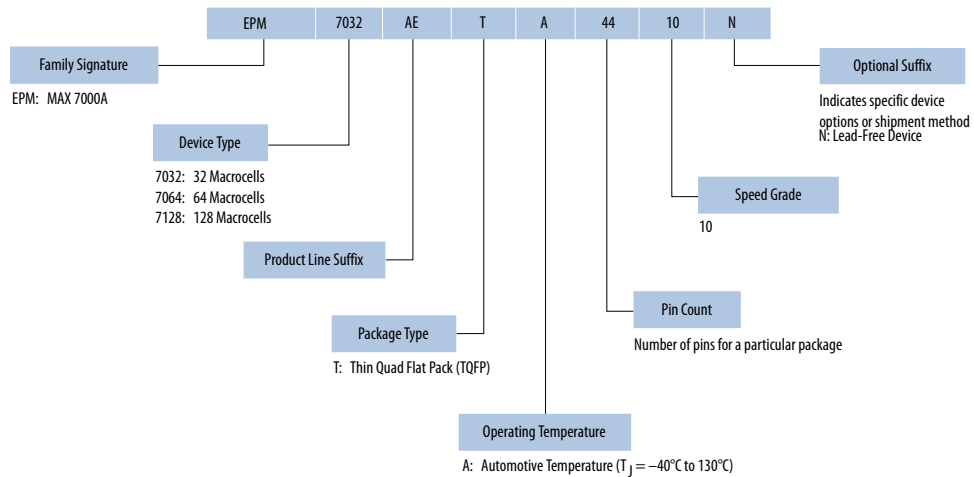 EPM 7032 AE T A 44 10 N
Family Signature
EPM: MAX 7000A
Optional Suffix
Indicates specific device
options or shipment method
N: Lead-Free Device
Device Type
7032: 32 Macrocells
7064: 64 Macrocells
7128: 128 Macrocells
Speed Grade
10
Product Line Suffix
Pin Count
Number of pins for a particular package
Package Type
T: Thin Quad Flat Pack (TQFP)
Operating Temperature
A: Automotive Temperature (TJ = –40°C to 130°C)